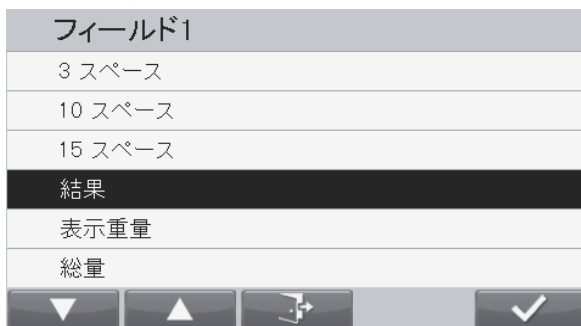 フィールド1
3 スペース
10 スペース
15 スペース
結果
表示重量
総量